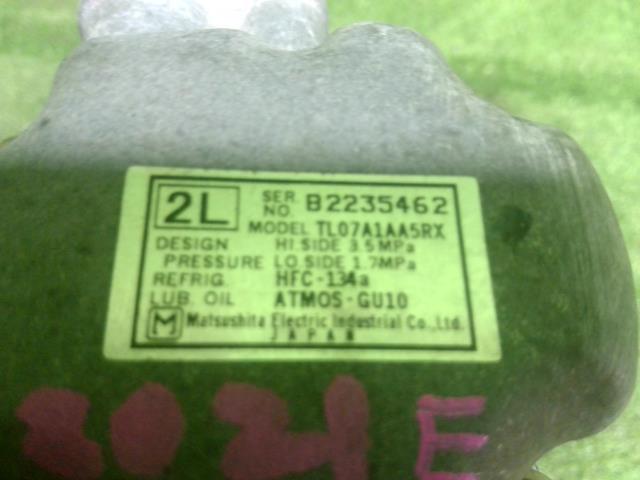 2L SER. NO. B2235462
MODEL TL07A1AA5RX
DESIGN HI.SIDE 3.5MPa
PRESSURE LO.SIDE 1.7MPa
REFRIG. HFC-134a
LUB. OIL ATMOS-GU10
M Matsushita Electric Industrial Co.,Ltd.
JAPAN
E